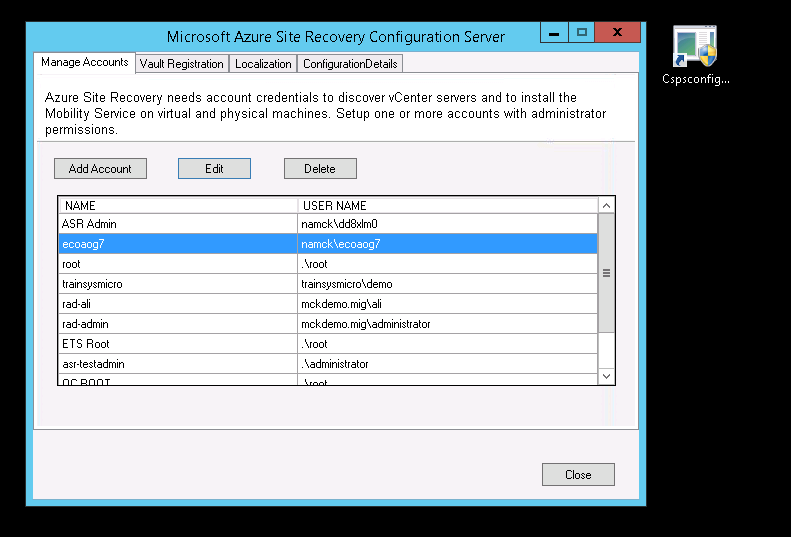 Microsoft Azure Site Recovery Configuration Server
X
Cspsconfig...
Manage Accounts Vault Registration Localization ConfigurationDetails
Azure Site Recovery needs account credentials to discover vCenter servers and to install the
Mobility Service on virtual and physical machines. Setup one or more accounts with administrator
permissions.
Add Account Edit Delete
NAME USER NAME
ASR Admin namck\dd8xlm0
ecoaog7 namck\ecoaog7
root .\root
trainsysmicro trainsysmicro\demo
rad-ali mckdemo.mig\ali
rad-admin mckdemo.mig\administrator
ETS Root .\root
asr-testadmin .\administrator
OC ROOT .\root
Close